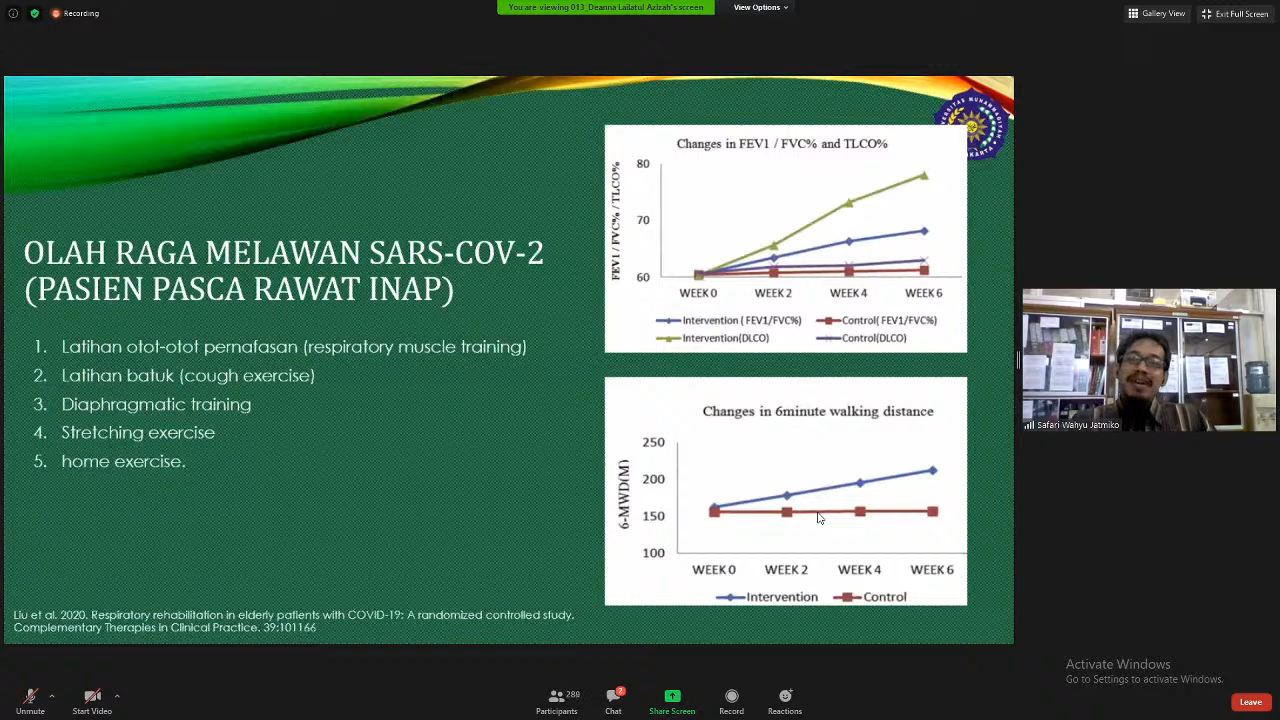 Recording
You are viewing 013_Deanna Lailatul Azizah's screen
View Options
Gallery View
Exit Full Screen
OLAH RAGA MELAWAN SARS-COV-2
(PASIEN PASCA RAWAT INAP)
1. Latihan otot-otot pernafasan (respiratory muscle training)
2. Latihan batuk (cough exercise)
3. Diaphragmatic training
4. Stretching exercise
5. home exercise.
Liu et al. 2020. Respiratory rehabilitation in elderly patients with COVID-19: A randomized controlled study.
Complementary Therapies in Clinical Practice. 39:101166
Changes in FEV1 / FVC% and TLCO%
FEV1 / FVC% / TLCO%
80
70
60
WEEK 0 WEEK 2 WEEK 4 WEEK 6
Intervention ( FEV1/FVC%) Control( FEV1/FVC%)
Intervention(DLCO) Control(DLCO)
Changes in 6minute walking distance
6-MWD(M)
250
200
150
100
WEEK 0 WEEK 2 WEEK 4 WEEK 6
Intervention Control
Safari Wahyu Jatmiko
Activate Windows
Go to Settings to activate Windows.
Unmute
Start Video
289
Participants
2
Chat
Share Screen
Record
Reactions
Leave